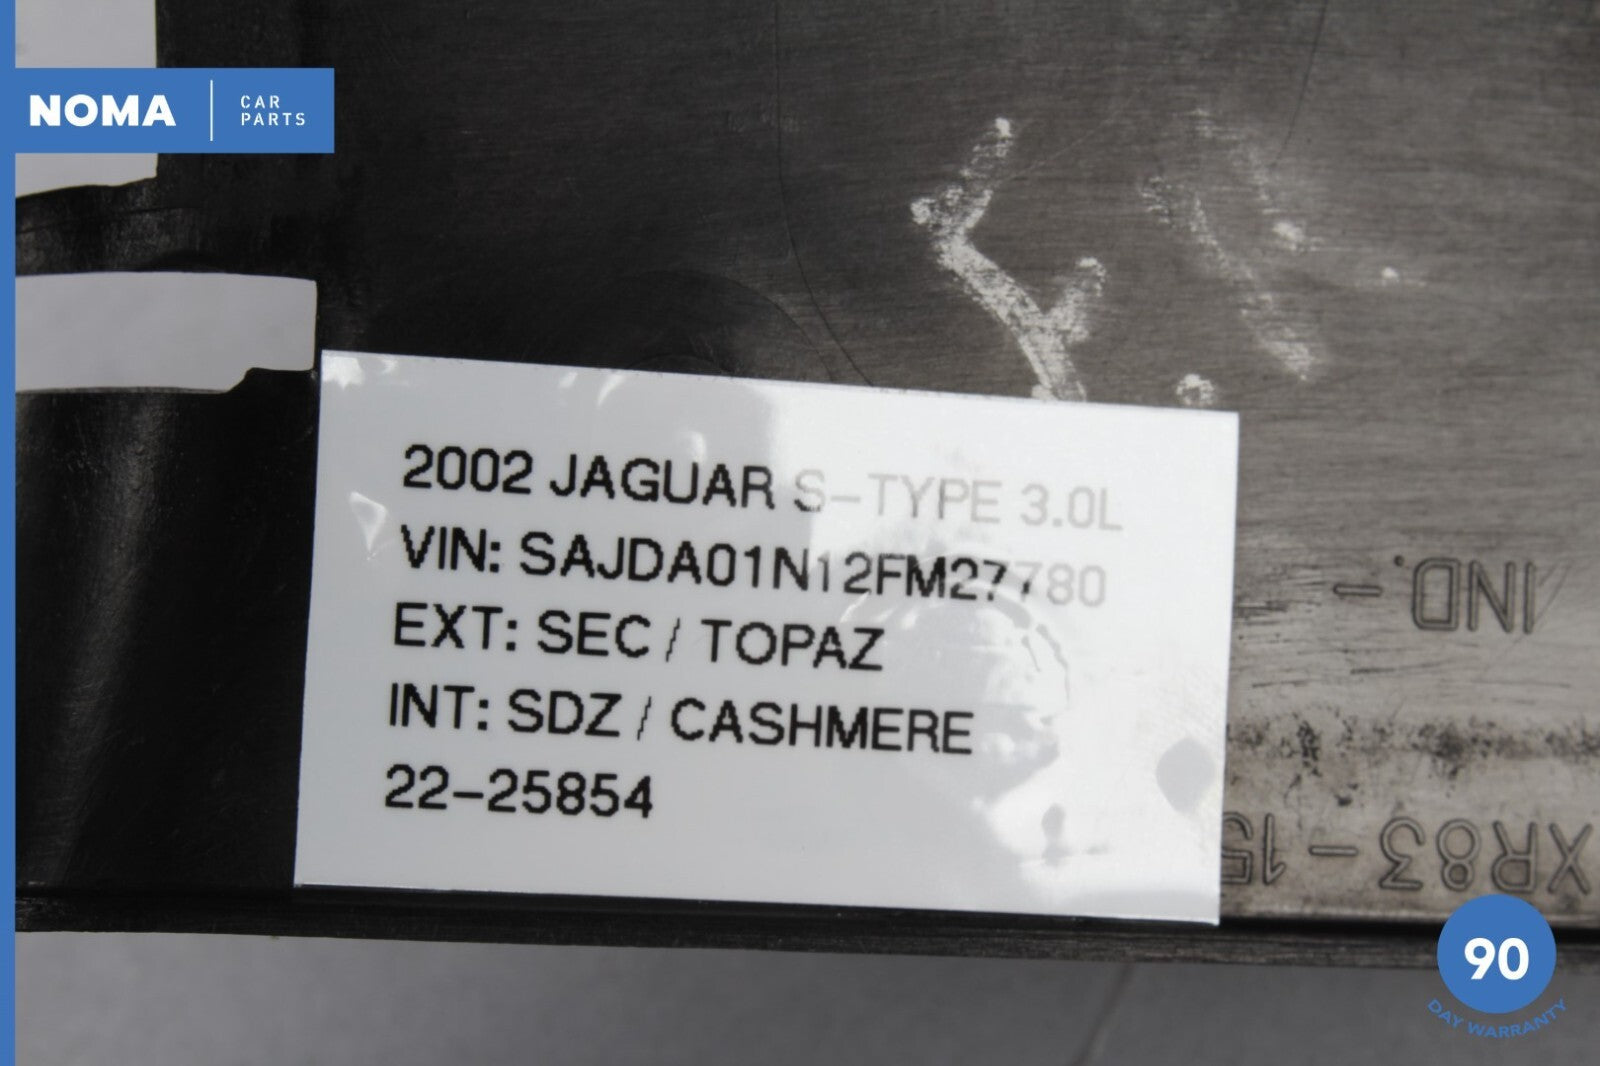 NOMA
CAR
PARTS
2002 JAGUAR S-TYPE 3.0L
VIN: SAJDA01N12FM27780
EXT: SEC / TOPAZ
INT: SDZ / CASHMERE
22-25854
IND.-
XR83-15
90
DAY WARRANTY